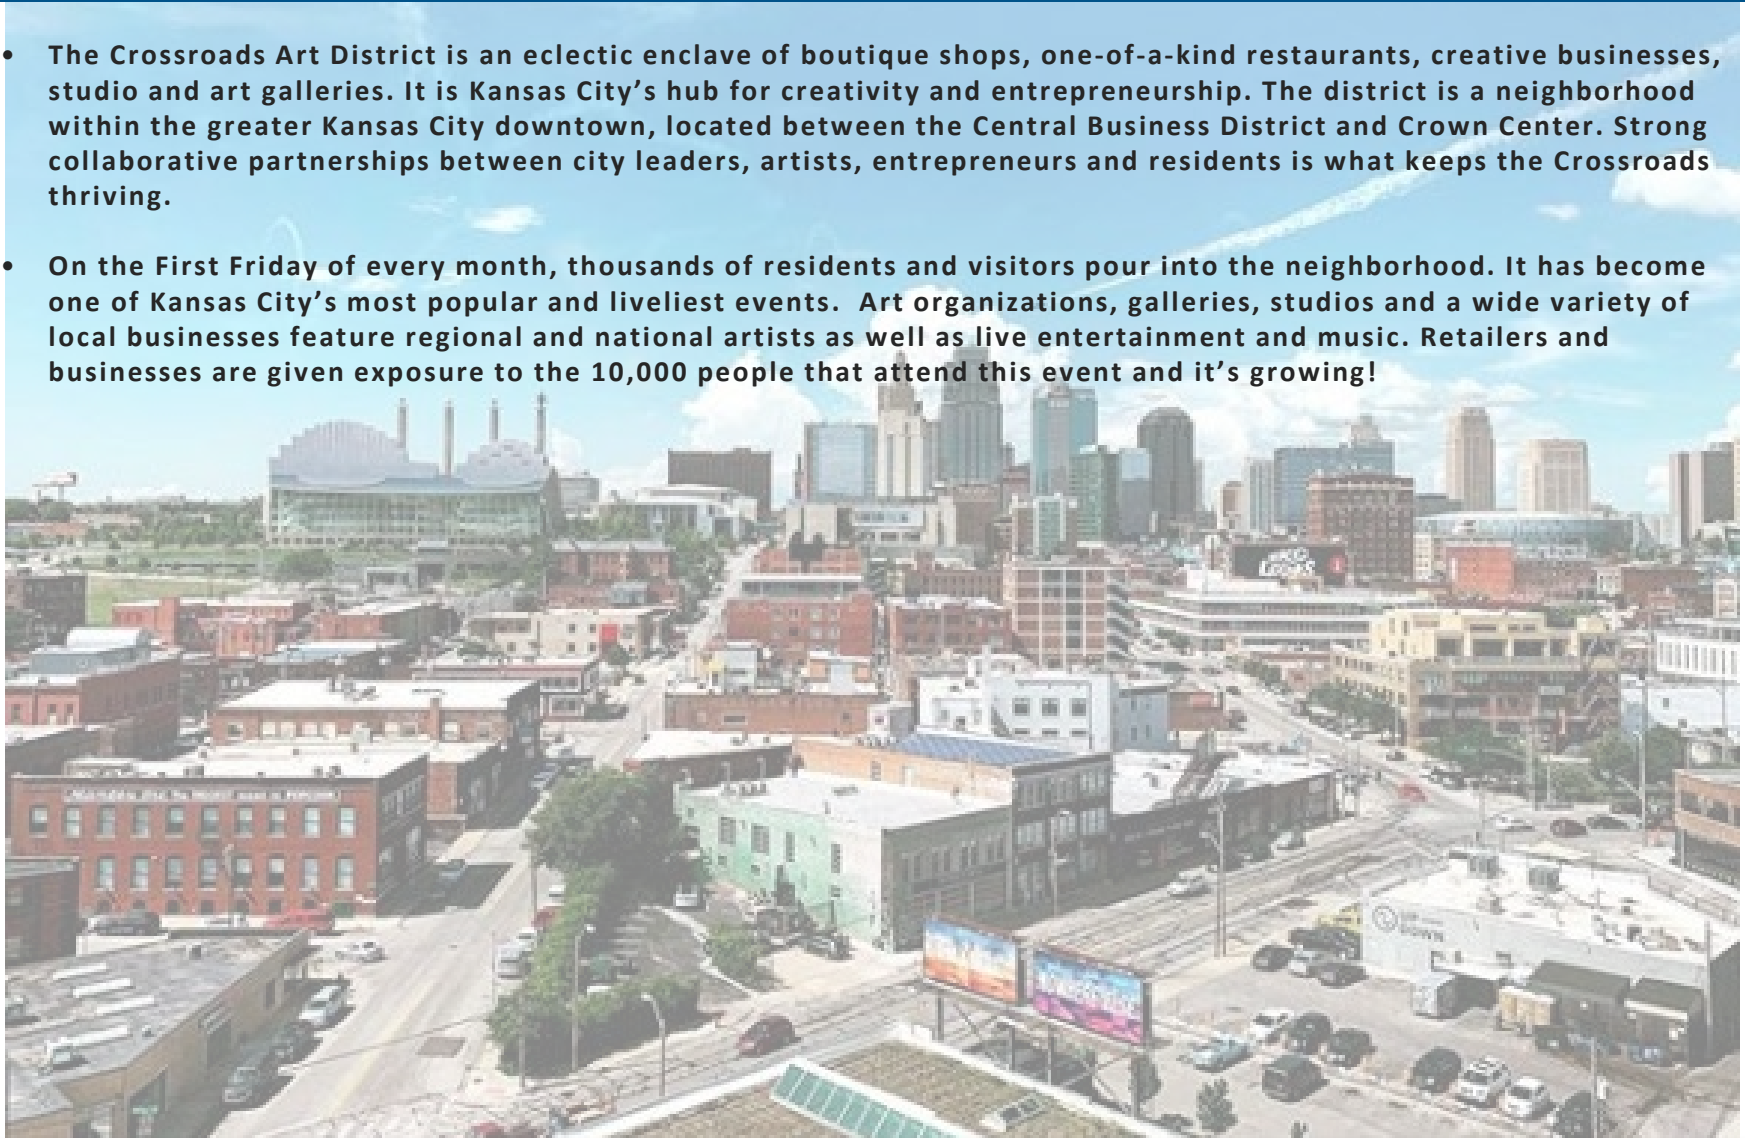 • The Crossroads Art District is an eclectic enclave of boutique shops, one-of-a-kind restaurants, creative businesses,
studio and art galleries. It is Kansas City’s hub for creativity and entrepreneurship. The district is a neighborhood
within the greater Kansas City downtown, located between the Central Business District and Crown Center. Strong
collaborative partnerships between city leaders, artists, entrepreneurs and residents is what keeps the Crossroads
thriving.
• On the First Friday of every month, thousands of residents and visitors pour into the neighborhood. It has become
one of Kansas City’s most popular and liveliest events.  Art organizations, galleries, studios and a wide variety of
local businesses feature regional and national artists as well as live entertainment and music. Retailers and
businesses are given exposure to the 10,000 people that attend this event and it’s growing!